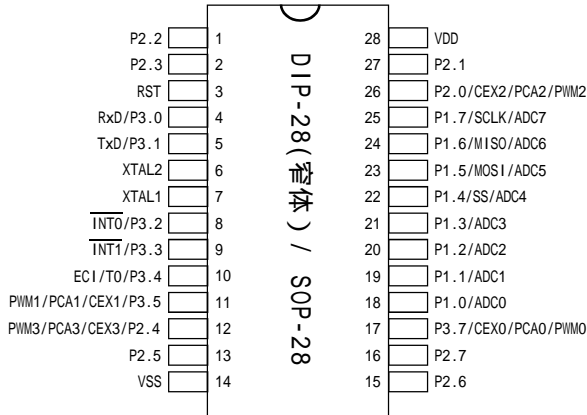 P2.2 1
P2.3 2
RST 3
RxD/P3.0 4
TxD/P3.1 5
XTAL2 6
XTAL1 7
INT0/P3.2 8
INT1/P3.3 9
ECI/T0/P3.4 10
PWM1/PCA1/CEX1/P3.5 11
PWM3/PCA3/CEX3/P2.4 12
P2.5 13
VSS 14
DIP-28(窄体) / SOP-28
28 VDD
27 P2.1
26 P2.0/CEX2/PCA2/PWM2
25 P1.7/SCLK/ADC7
24 P1.6/MISO/ADC6
23 P1.5/MOSI/ADC5
22 P1.4/SS/ADC4
21 P1.3/ADC3
20 P1.2/ADC2
19 P1.1/ADC1
18 P1.0/ADC0
17 P3.7/CEX0/PCA0/PWM0
16 P2.7
15 P2.6